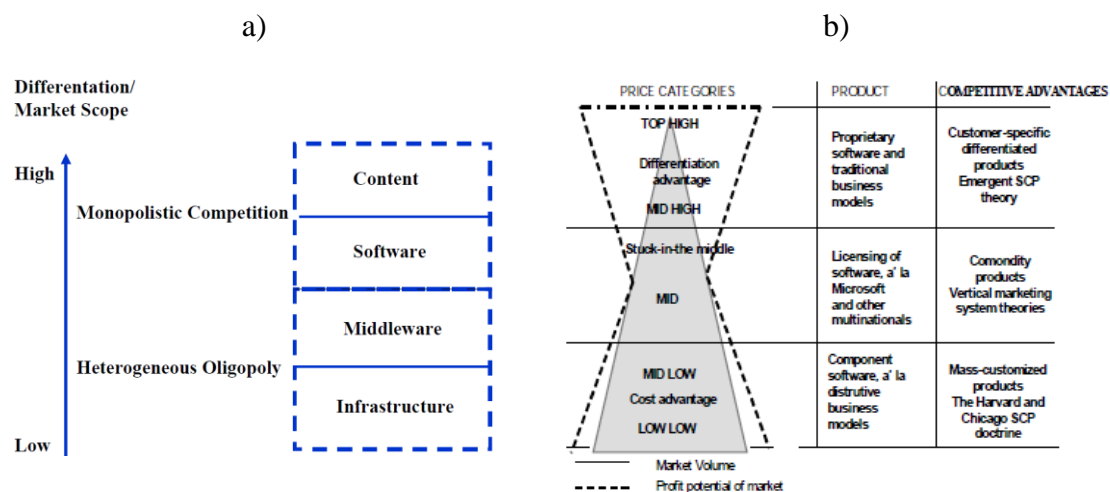 a)
b)
Differentation/
Market Scope
High
Monopolistic Competition
Heterogeneous Oligopoly
Low
Content
Software
Middleware
Infrastructure
PRICE CATEGORIES
PRODUCT
COMPETITIVE ADVANTAGES
TOP HIGH
Differentiation
advantage
MID HIGH
Proprietary
software and
traditional
business
models
Customer-specific
differentiated
products
Emergent SCP
theory
Stuck-in-the middle
MID
Licensing of
software, a' la
Microsoft
and other
multinationals
Comondity
products
Vertical marketing
system theories
MID LOW
Cost advantage
LOW LOW
Component
software, a' la
distrutive
business
models
Mass-customized
products
The Harvard and
Chicago SCP
doctrine
Market Volume
Profit potential of market